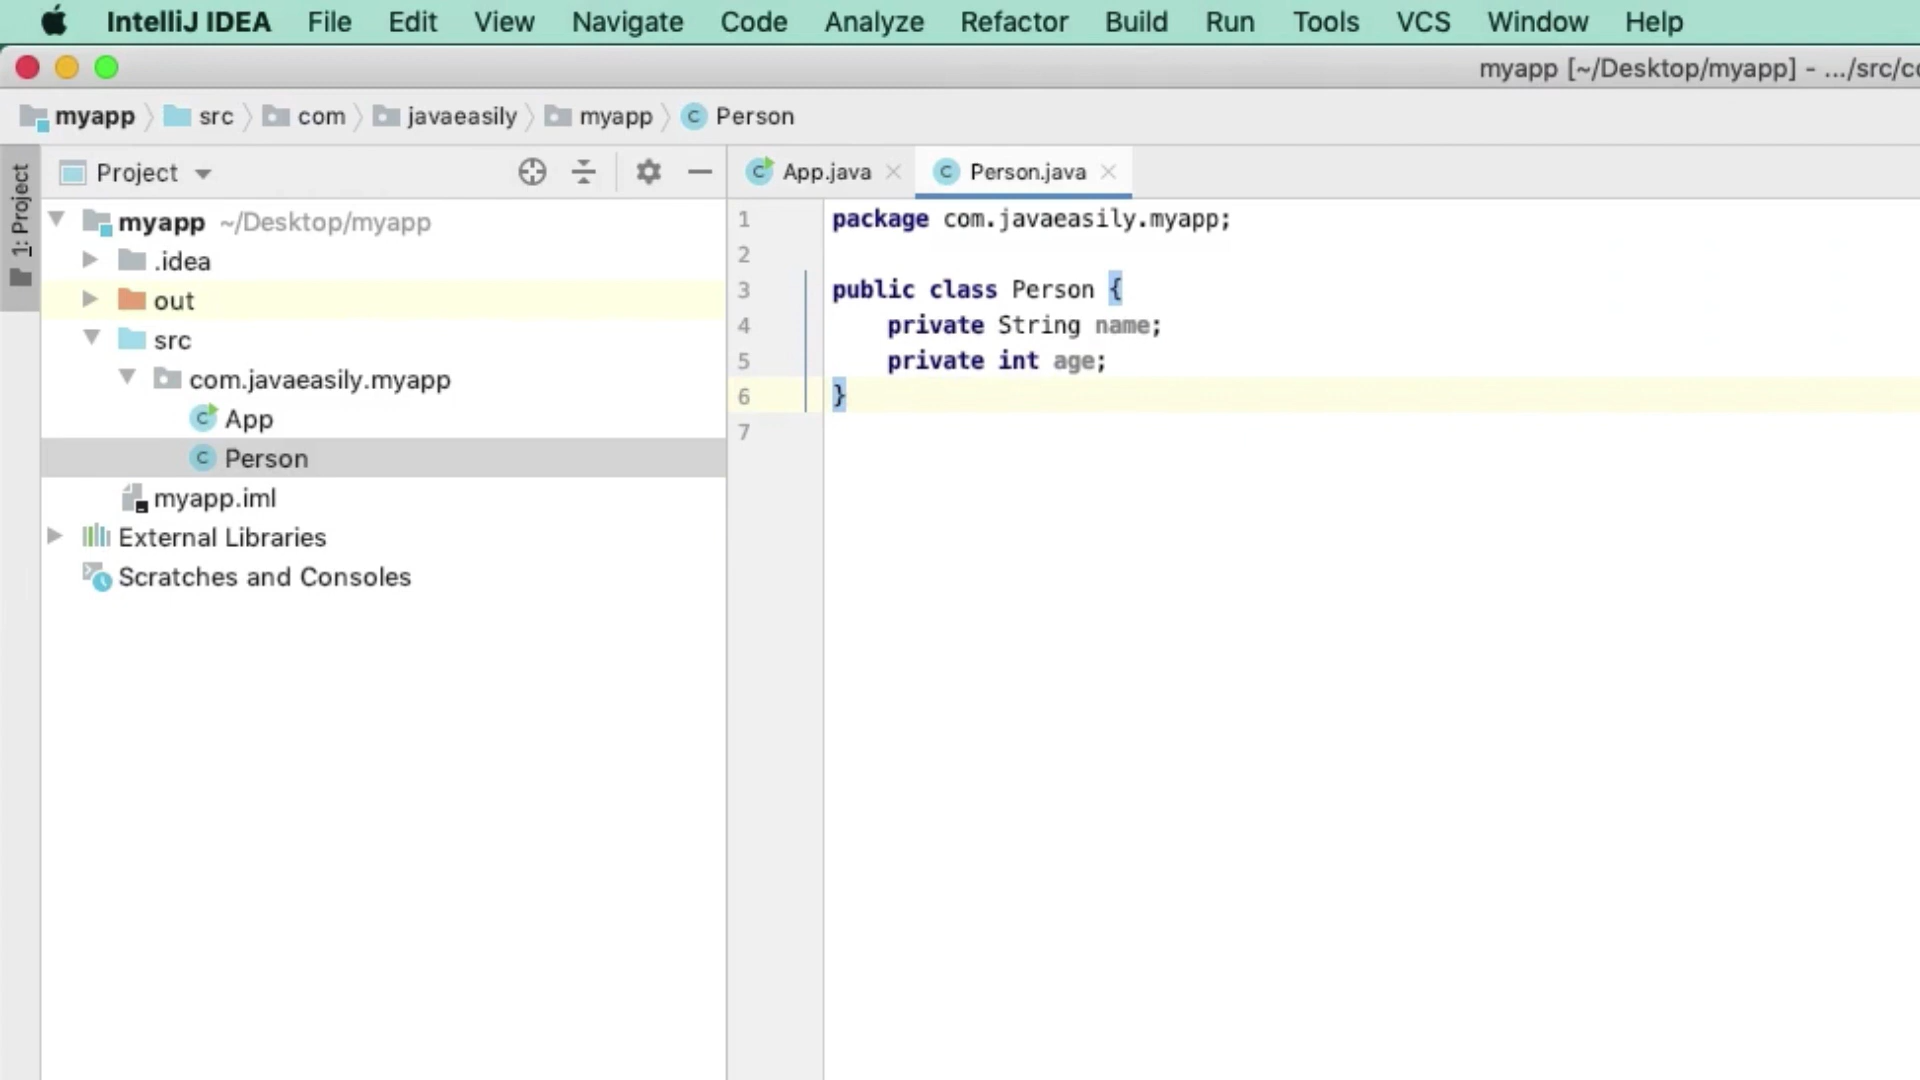 IntelliJ IDEA File Edit View Navigate Code Analyze Refactor Build Run Tools VCS Window Help
myapp [~/Desktop/myapp] - .../src/co
myapp src com javaeasily myapp Person
1: Project
Project
App.java Person.java
myapp ~/Desktop/myapp
.idea
out
src
com.javaeasily.myapp
App
Person
myapp.iml
External Libraries
Scratches and Consoles
1 package com.javaeasily.myapp;
2
3 public class Person {
4 private String name;
5 private int age;
6 }
7